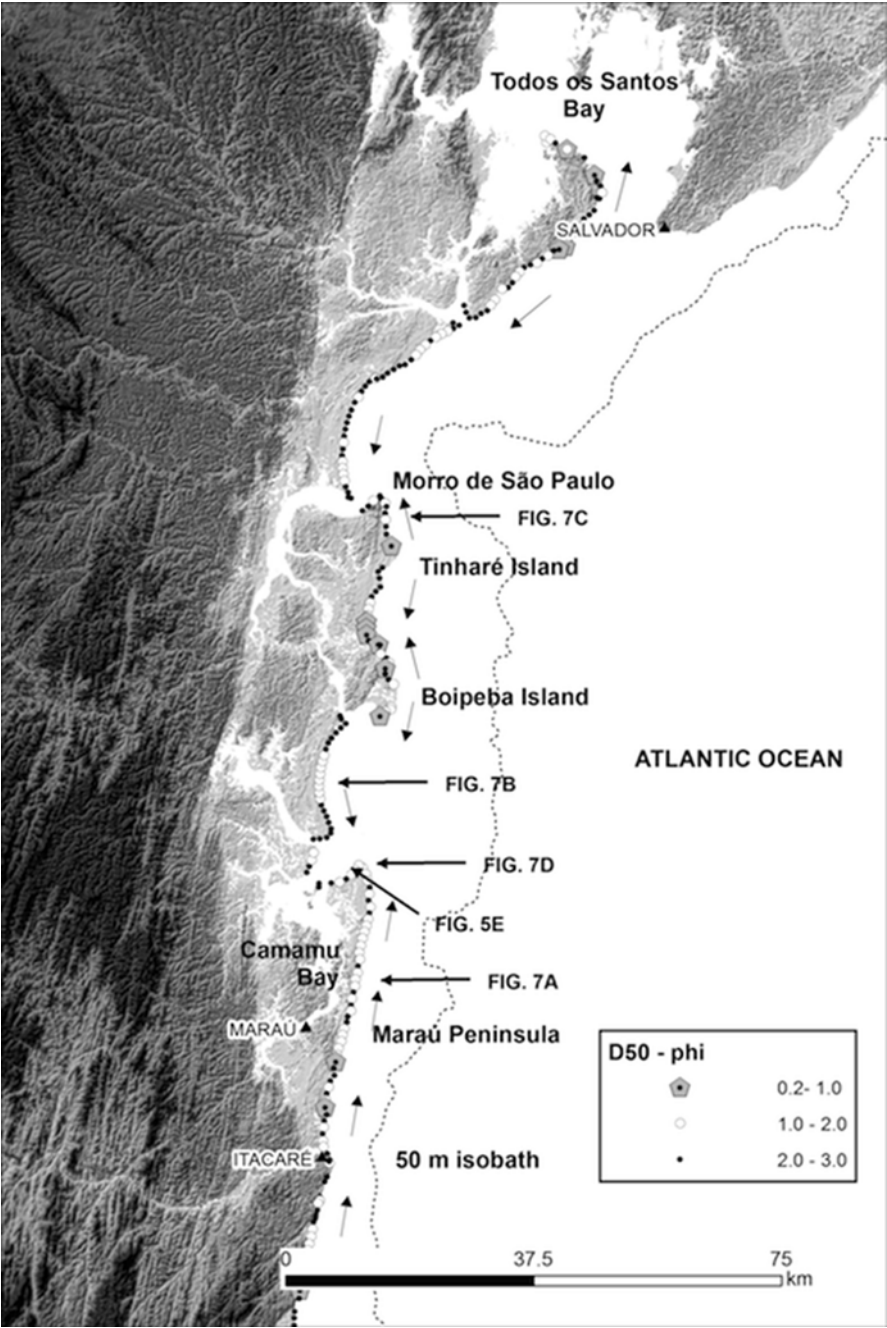 Todos os Santos
Bay
SALVADOR
Morro de São Paulo
FIG. 7C
Tinharé Island
Boipeba Island
ATLANTIC OCEAN
FIG. 7B
FIG. 7D
FIG. 5E
Camamu
Bay
FIG. 7A
MARAÚ
Maraú Peninsula
D50 - phi
0.2- 1.0
1.0 - 2.0
2.0 - 3.0
ITACARÉ
50 m isobath
0
37.5
75
km